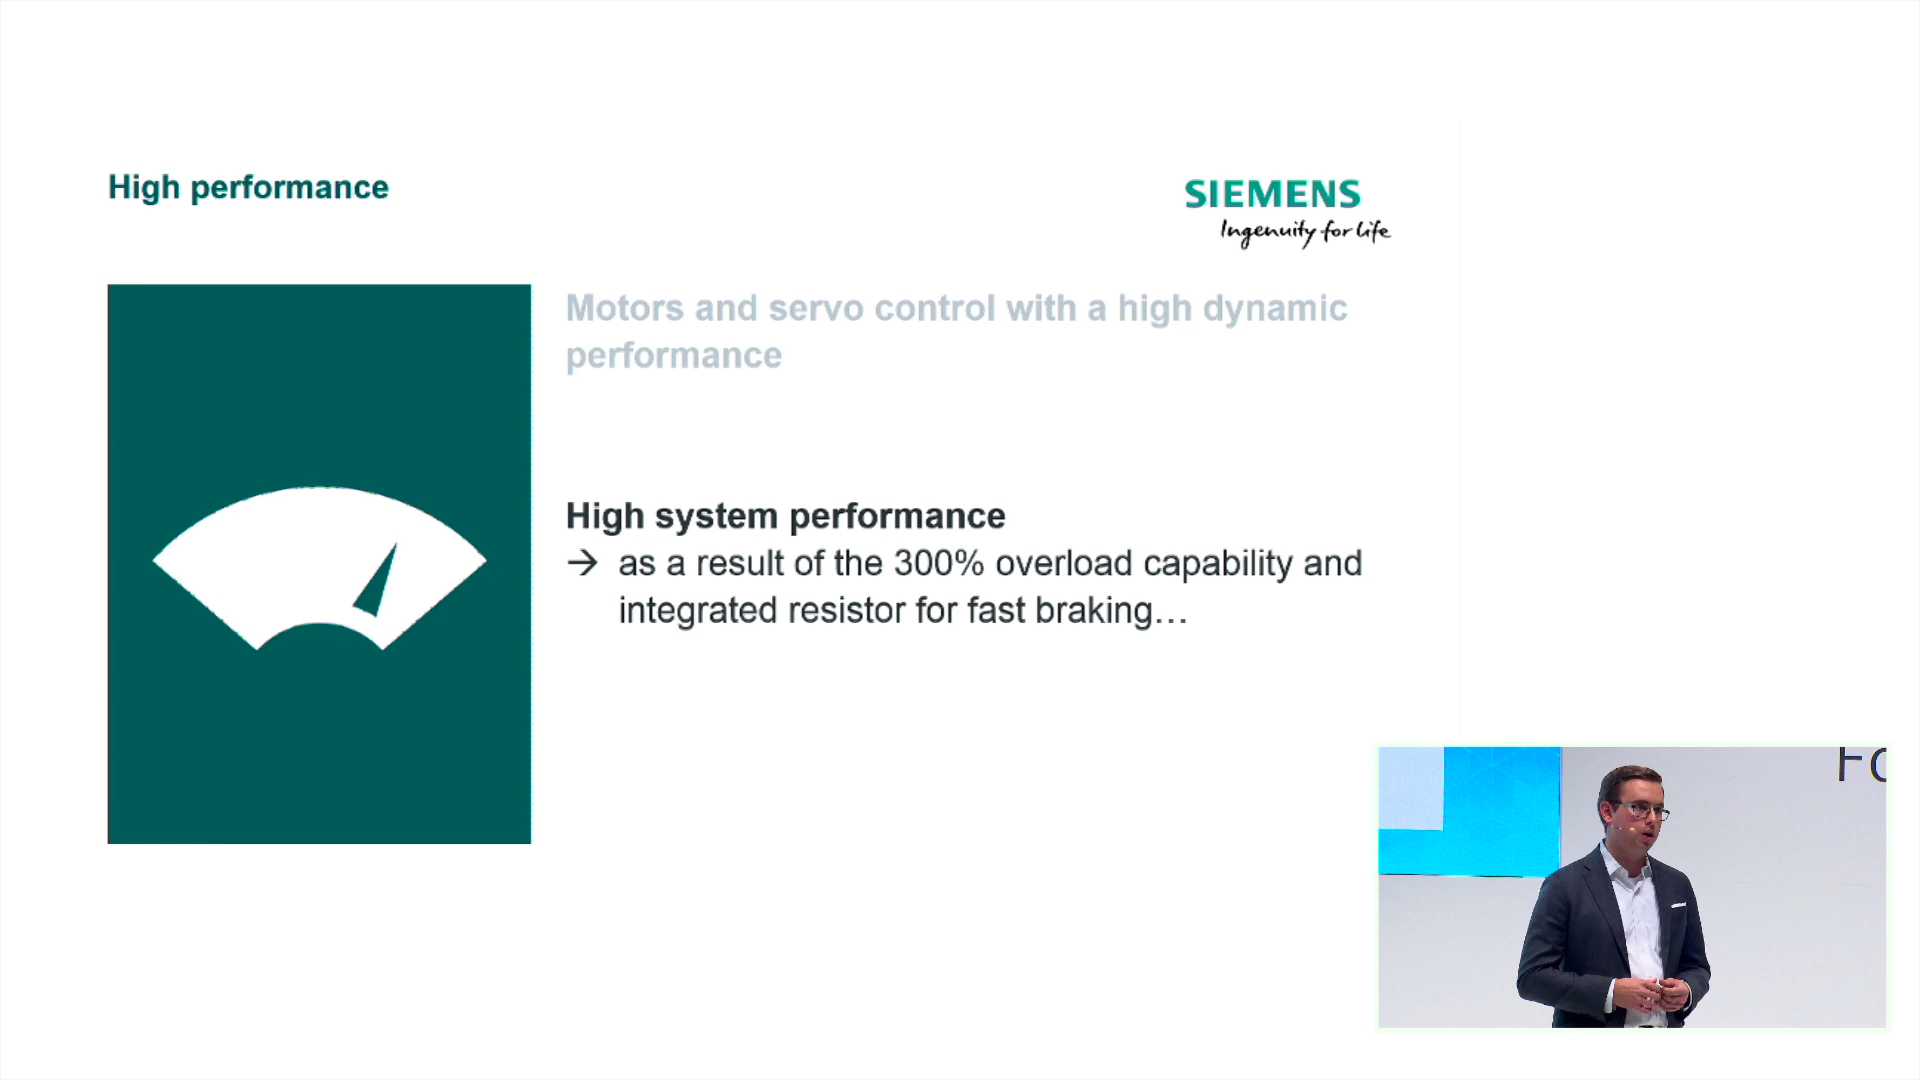 High performance
SIEMENS
Ingenuity for life
Motors and servo control with a high dynamic
performance
High system performance
→ as a result of the 300% overload capability and
integrated resistor for fast braking…
Fo